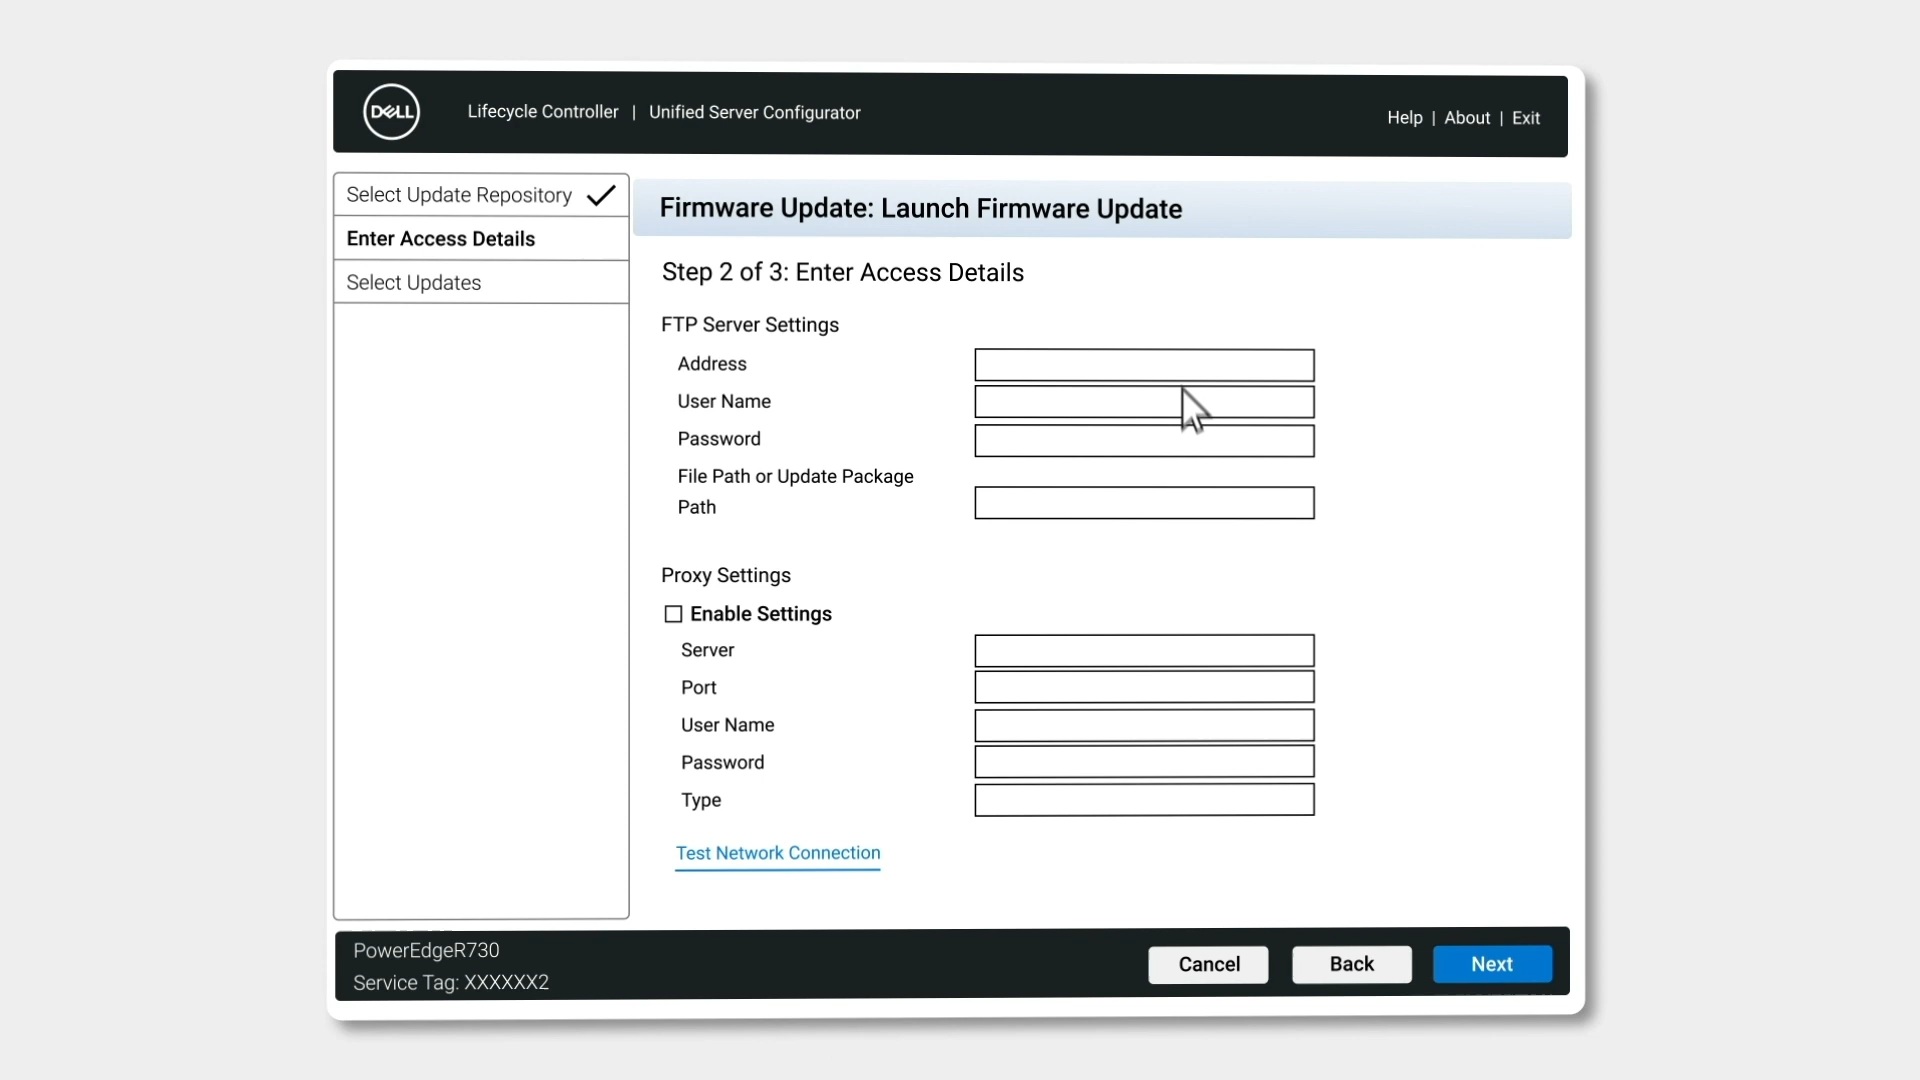 DELL
Lifecycle Controller | Unified Server Configurator
Help | About | Exit
Select Update Repository
Enter Access Details
Select Updates
Firmware Update: Launch Firmware Update
Step 2 of 3: Enter Access Details
FTP Server Settings
Address
User Name
Password
File Path or Update Package
Path
Proxy Settings
Enable Settings
Server
Port
User Name
Password
Type
Test Network Connection
PowerEdgeR730
Service Tag: XXXXXX2
Cancel
Back
Next